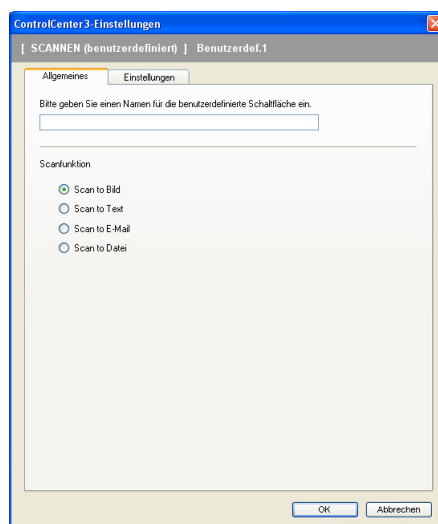 ControlCenter3-Einstellungen
[ SCANNEN (benutzerdefiniert) ] Benutzerdef.1
Allgemeines Einstellungen
Bitte geben Sie einen Namen für die benutzerdefinierte Schaltfläche ein.
Scanfunktion
Scan to Bild
Scan to Text
Scan to E-Mail
Scan to Datei
OK Abbrechen